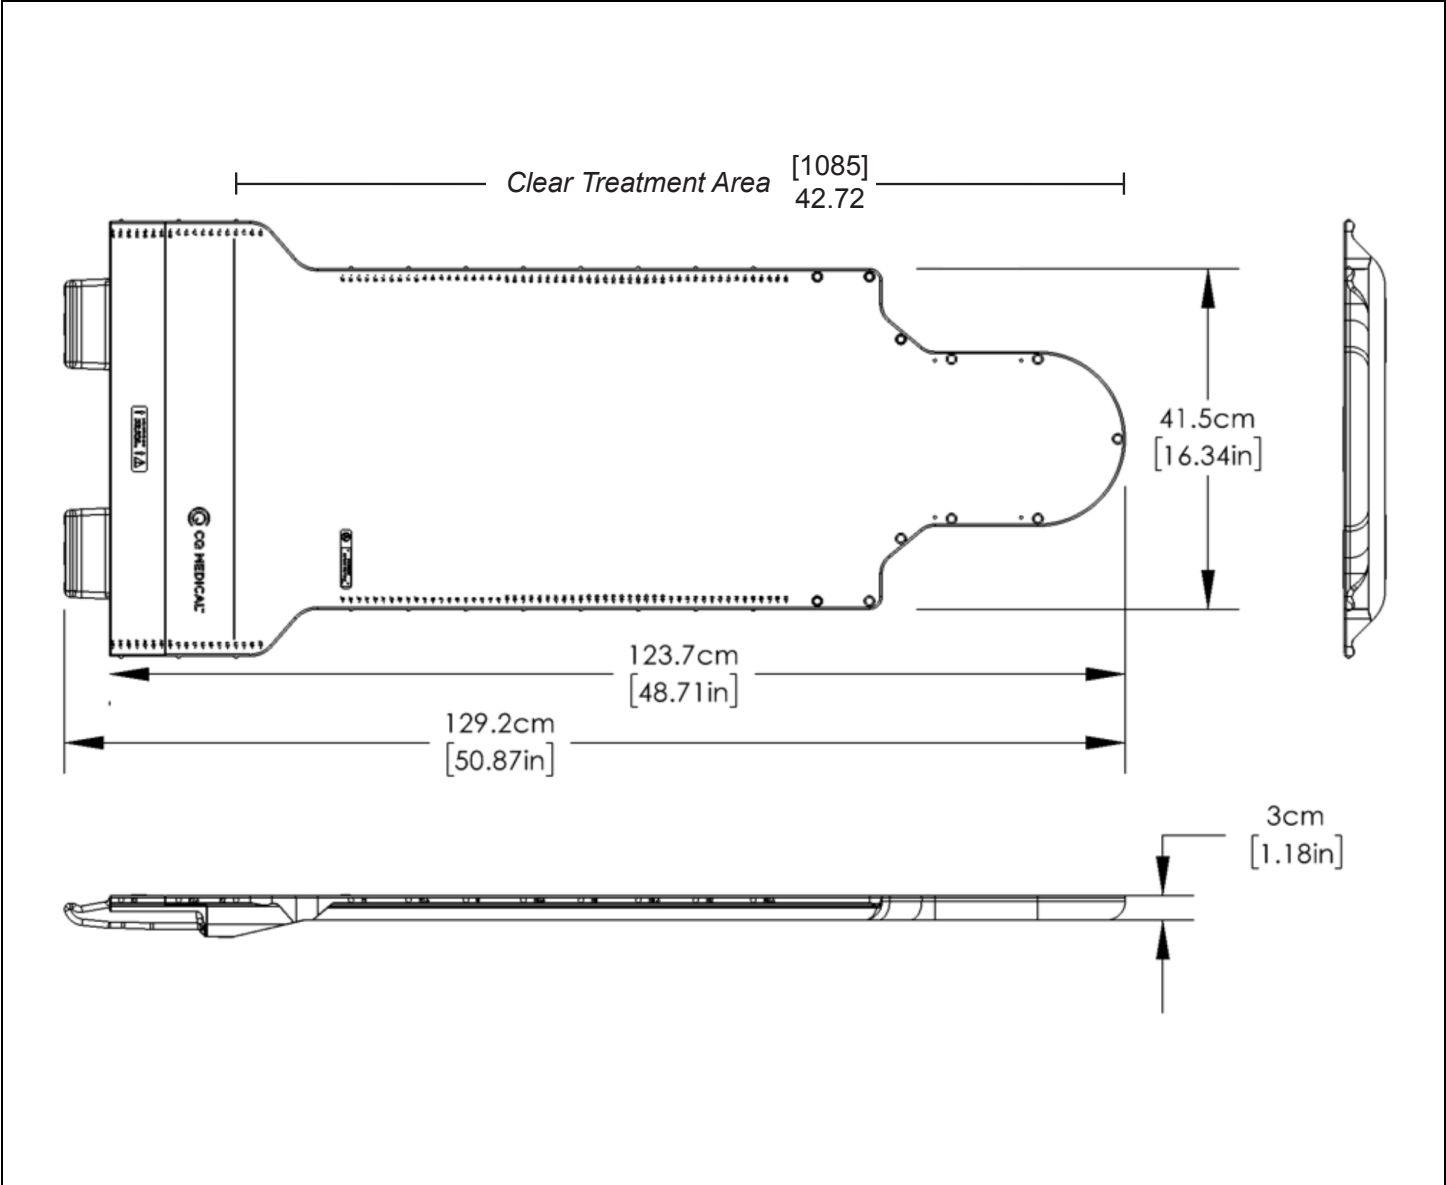 [1085]
Clear Treatment Area
42.72
41.5cm
[16.34in]
CQ MEDICAL™
123.7cm
[48.71in]
129.2cm
[50.87in]
3cm
[1.18in]